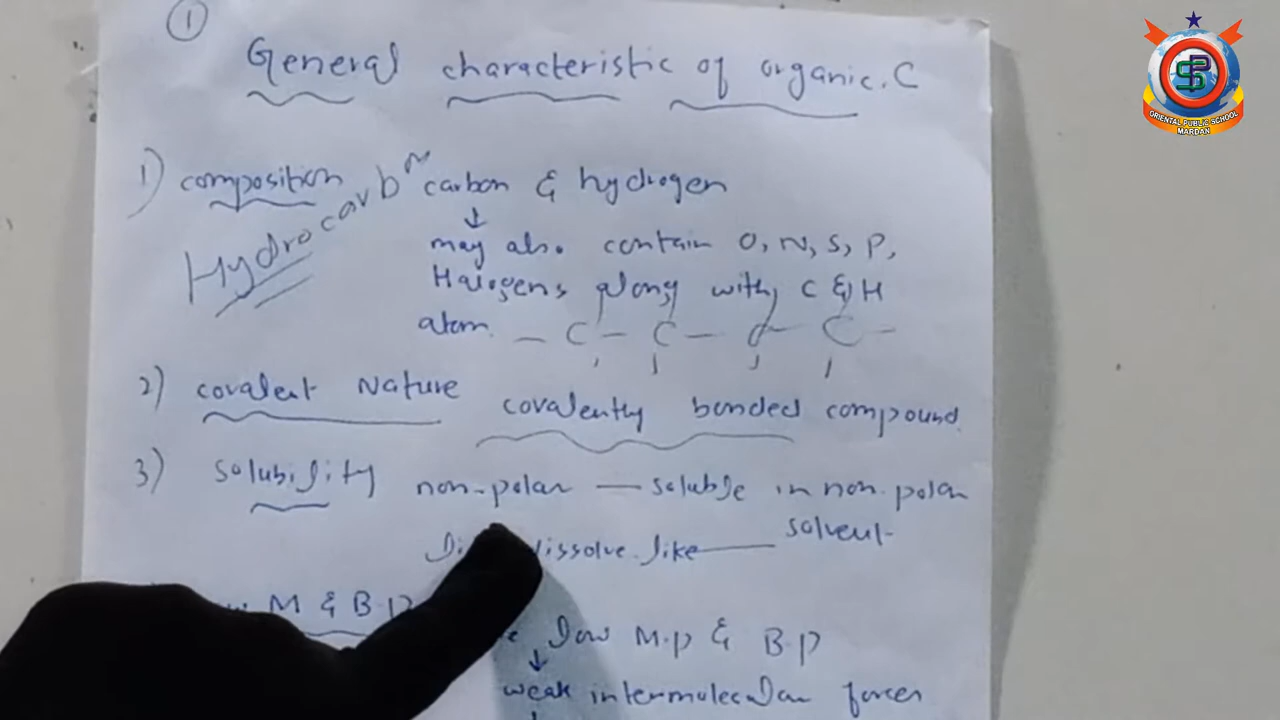 1
General characteristic of organic. C
1) composition carbon & hydrogen
Hydrocarbn
↓
may also contain O, N, S, P,
Halogens along with C & H
atom. — C — C — C — C —
2) covalent Nature covalently bonded compound.
3) solubility non-polar — soluble in non-polar
solvent
dissolve like —
M & B.P
low M.p & B.p
↓
weak intermolecular forces
ORIENTAL PUBLIC SCHOOL
MARDAN